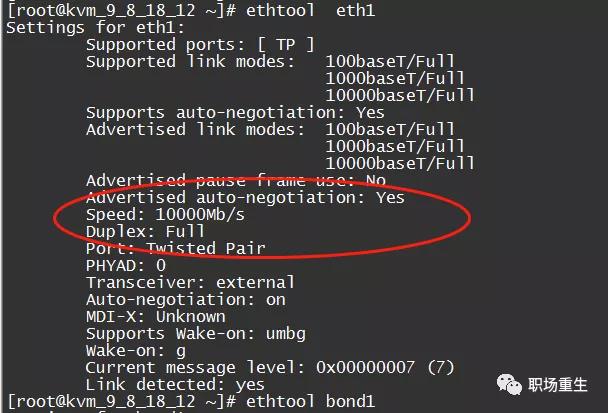 [root@kvm_9_8_18_12 ~]# ethtool  eth1
Settings for eth1:
Supported ports: [ TP ]
Supported link modes:   100baseT/Full
1000baseT/Full
10000baseT/Full
Supports auto-negotiation: Yes
Advertised link modes:  100baseT/Full
1000baseT/Full
10000baseT/Full
Advertised pause frame use: No
Advertised auto-negotiation: Yes
Speed: 10000Mb/s
Duplex: Full
Port: Twisted Pair
PHYAD: 0
Transceiver: external
Auto-negotiation: on
MDI-X: Unknown
Supports Wake-on: umbg
Wake-on: g
Current message level: 0x00000007 (7)
Link detected: yes
职场重生
[root@kvm_9_8_18_12 ~]# ethtool bond1